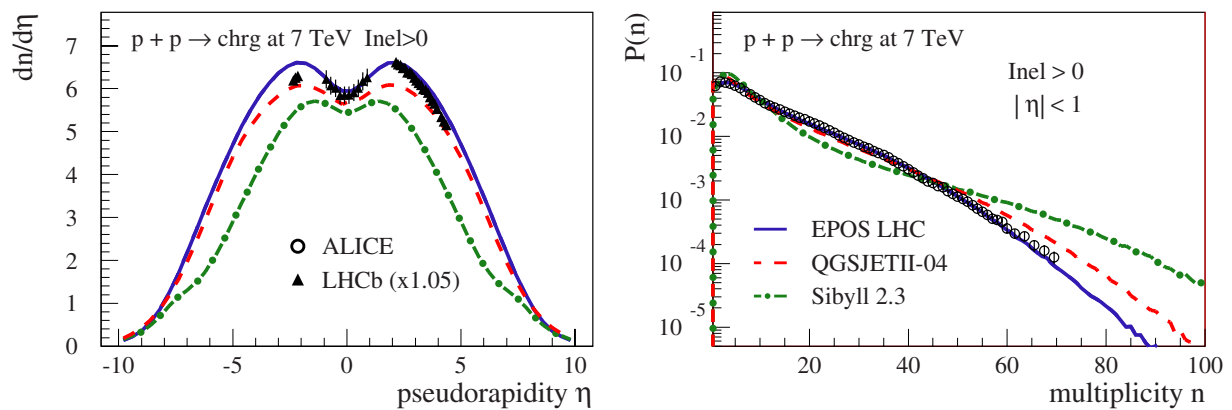 dn/dη
7
6
5
4
3
2
1
0
p + p → chrg at 7 TeV Inel>0
ALICE
LHCb (x1.05)
-10 -5 0 5 10
pseudorapidity η
P(n)
10⁻¹
10⁻²
10⁻³
10⁻⁴
10⁻⁵
p + p → chrg at 7 TeV
Inel > 0
| η | < 1
EPOS LHC
QGSJETII-04
Sibyll 2.3
20 40 60 80 100
multiplicity n